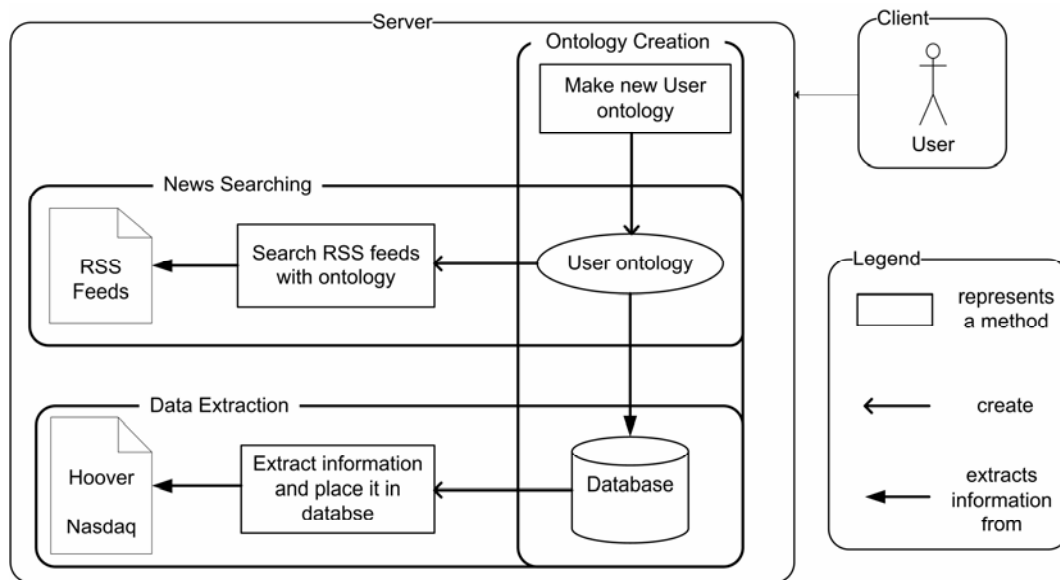 Server
Client
Ontology Creation
Make new User
ontology
User
News Searching
RSS
Feeds
Search RSS feeds
with ontology
User ontology
Legend
represents
a method
create
extracts
information
from
Data Extraction
Hoover
Nasdaq
Extract information
and place it in
databse
Database